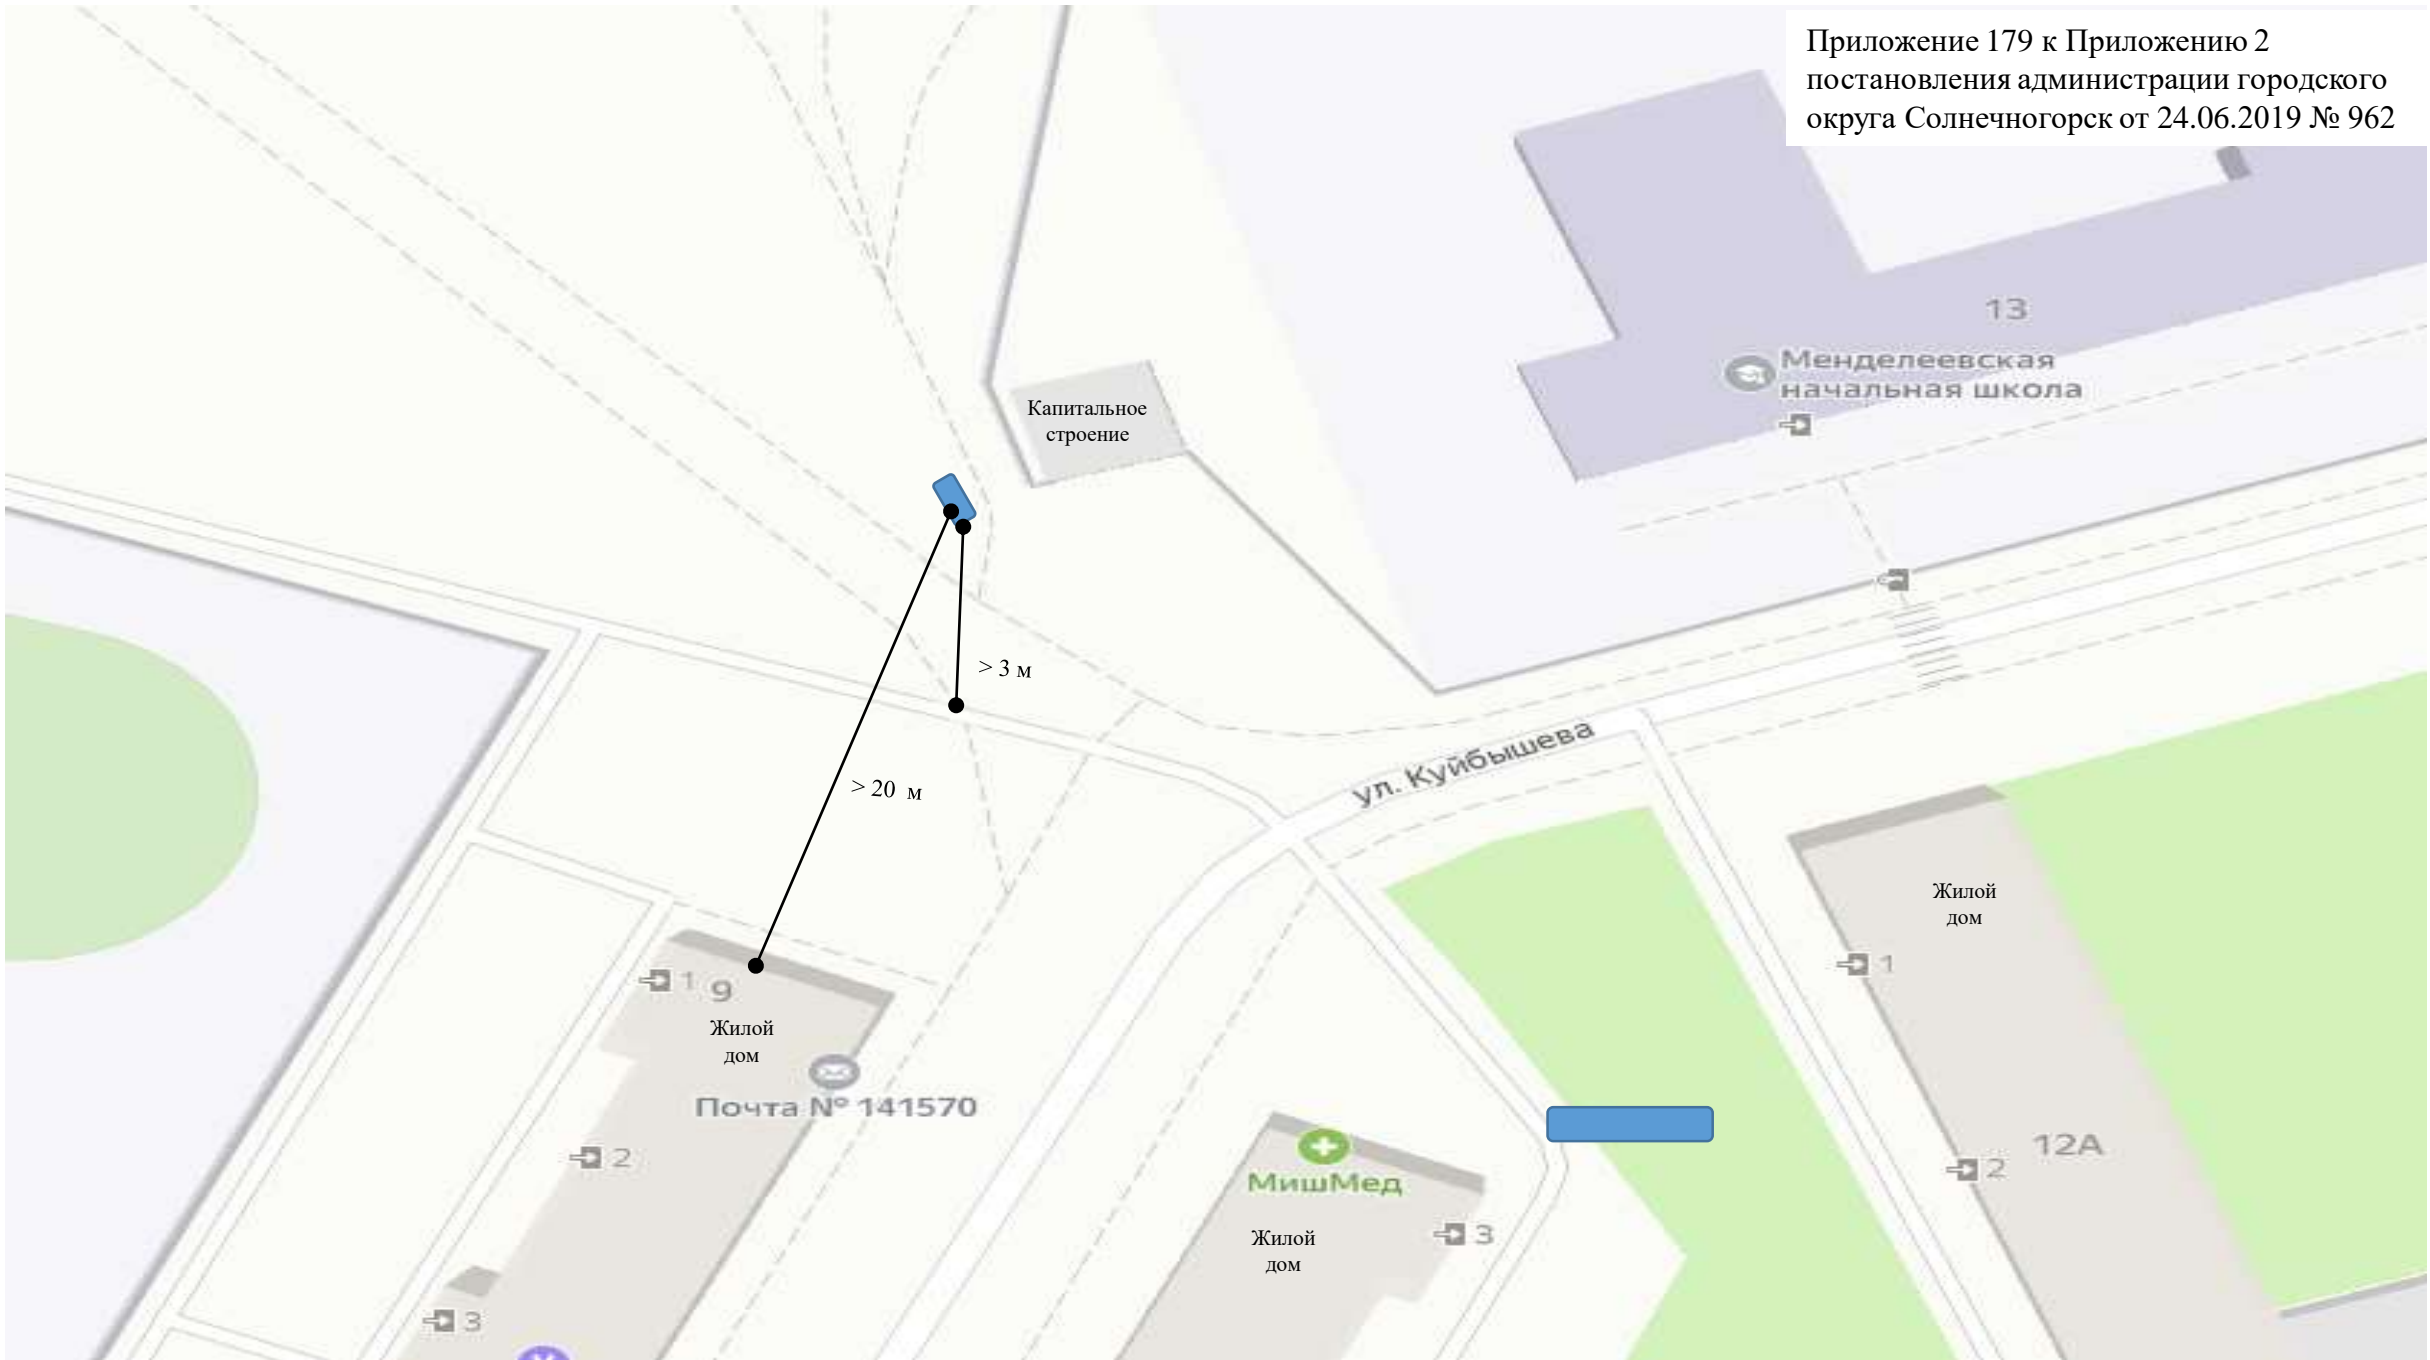 Приложение 179 к Приложению 2
постановления администрации городского
округа Солнечногорск от 24.06.2019 № 962
13
Менделеевская
начальная школа
Капитальное
строение
> 3 м
ул. Куйбышева
> 20 м
Жилой
дом
1
1
9
Жилой
дом
Почта № 141570
2
12А
2
МишМед
3
Жилой
дом
3